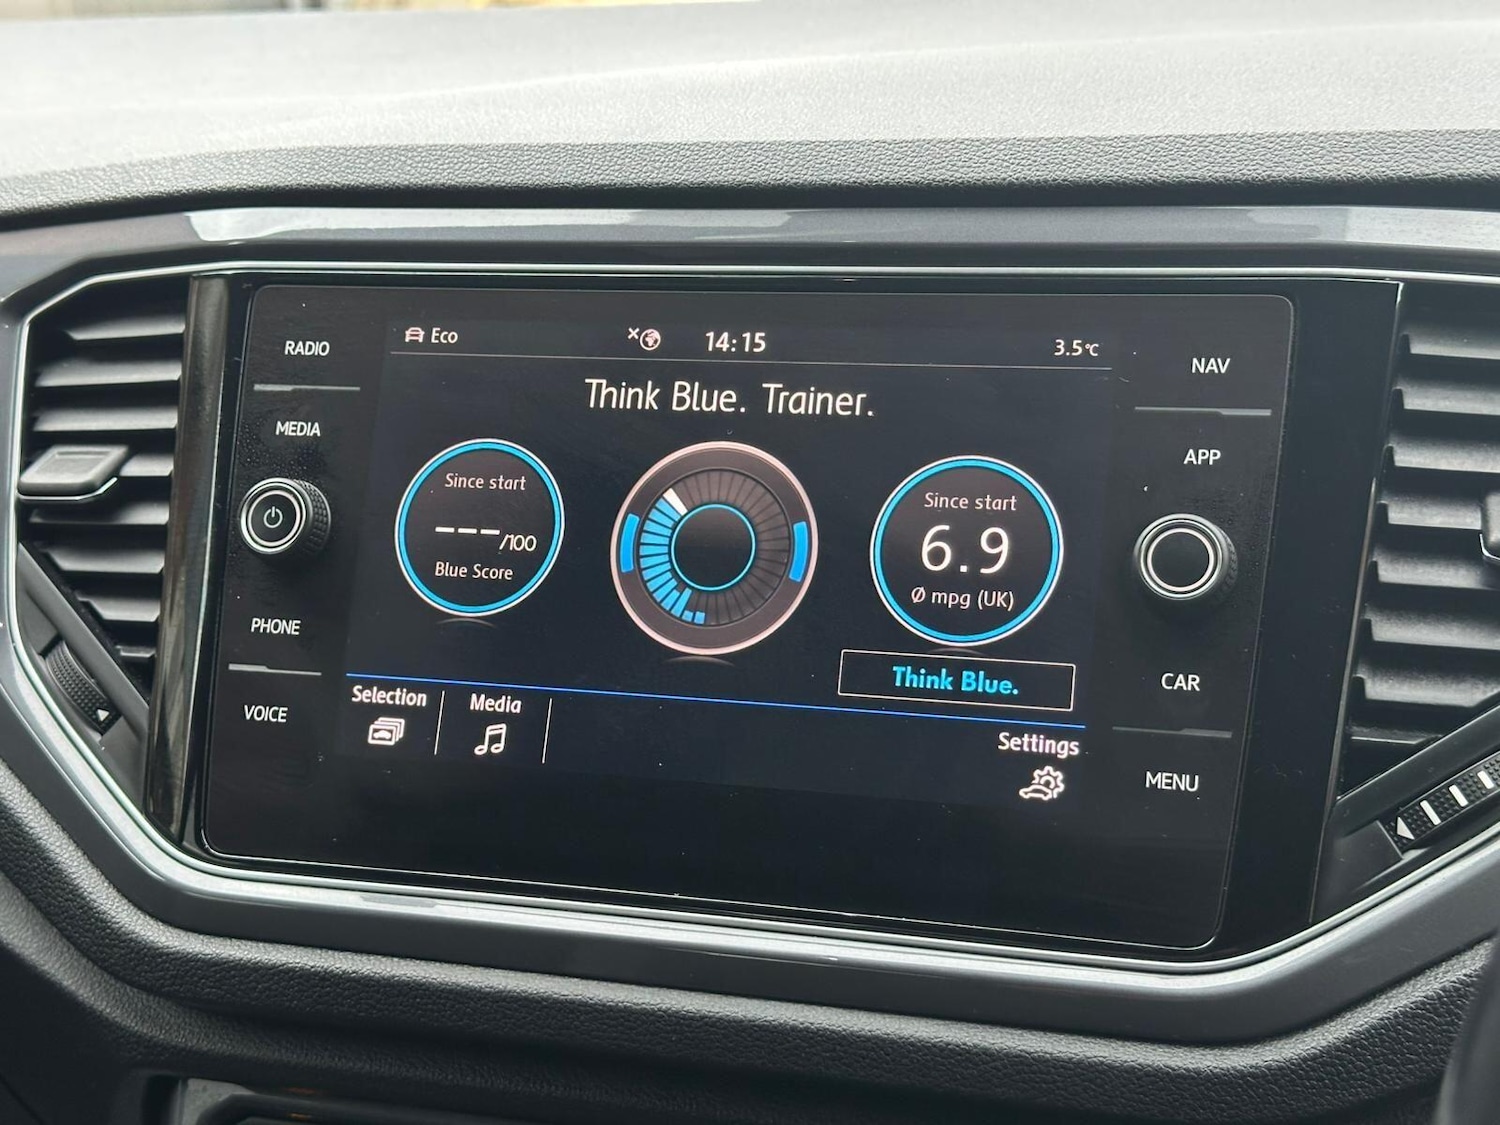 RADIO
MEDIA
PHONE
VOICE
Eco
14:15
3.5°C
Think Blue. Trainer.
Since start
---/100
Blue Score
Since start
6.9
Ø mpg (UK)
Think Blue.
Selection
Media
Settings
NAV
APP
CAR
MENU